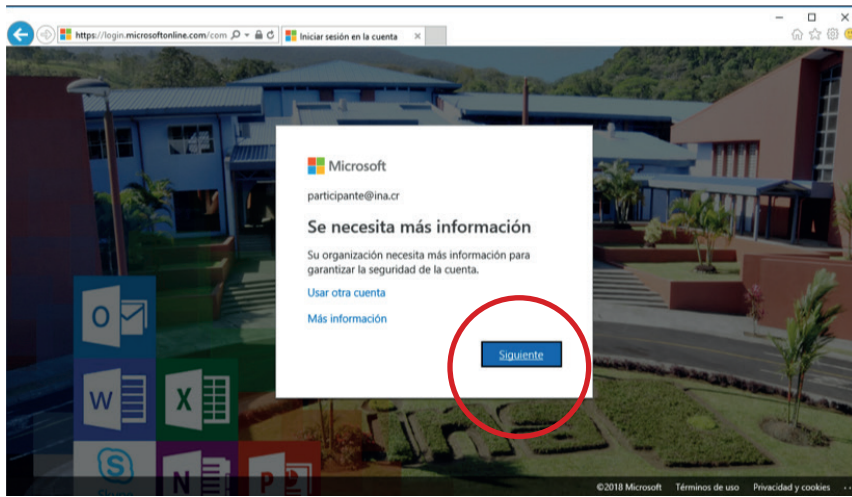 https://login.microsoftonline.com/com
Iniciar sesión en la cuenta
Microsoft
participante@ina.cr
Se necesita más información
Su organización necesita más información para
garantizar la seguridad de la cuenta.
Usar otra cuenta
Más información
Siguiente
O
W
X
S
Skype
N
P
©2018 Microsoft Términos de uso Privacidad y cookies